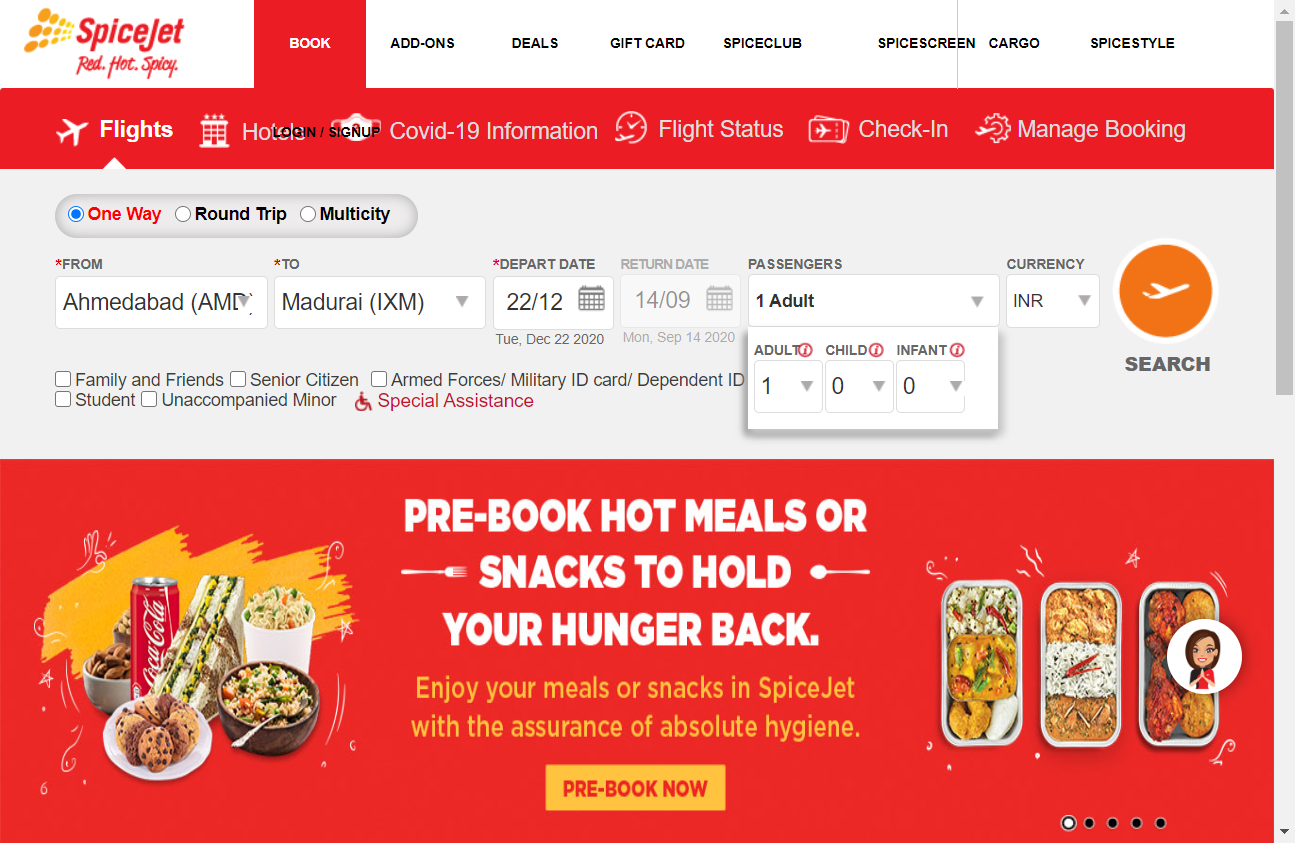 SpiceJet
Red. Hot. Spicy.
BOOK
ADD-ONS
DEALS
GIFT CARD
SPICECLUB
SPICESCREEN
CARGO
SPICESTYLE
Flights
Hotels
LOGIN / SIGNUP
Covid-19 Information
Flight Status
Check-In
Manage Booking
One Way
Round Trip
Multicity
*FROM
*TO
*DEPART DATE
RETURN DATE
PASSENGERS
CURRENCY
Ahmedabad (AMD)
Madurai (IXM)
22/12
14/09
1 Adult
INR
Tue, Dec 22 2020
Mon, Sep 14 2020
SEARCH
ADULT
CHILD
INFANT
1
0
0
Family and Friends
Senior Citizen
Armed Forces/ Military ID card/ Dependent ID
Student
Unaccompanied Minor
Special Assistance
PRE-BOOK HOT MEALS OR
SNACKS TO HOLD
YOUR HUNGER BACK.
Enjoy your meals or snacks in SpiceJet
with the assurance of absolute hygiene.
PRE-BOOK NOW
Coca-Cola